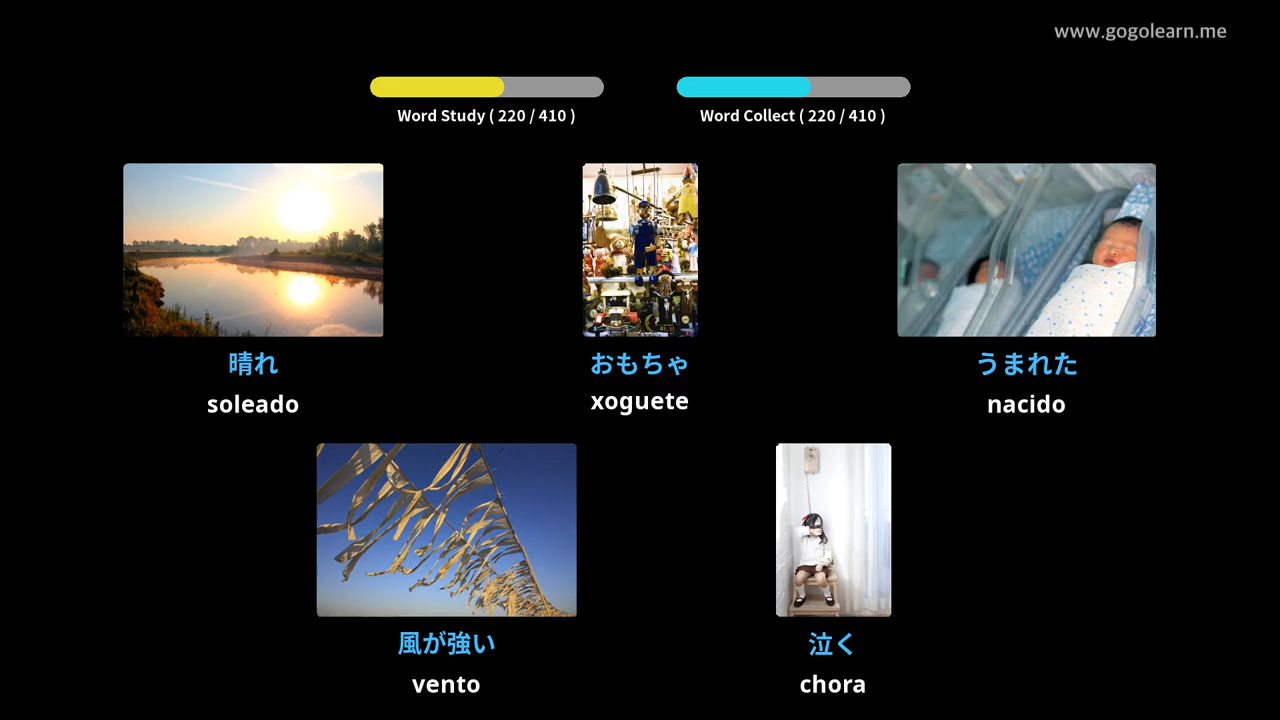 www.gogolearn.me
Word Study ( 220 / 410 )
Word Collect ( 220 / 410 )
晴れ
soleado
おもちゃ
xoguete
うまれた
nacido
風が強い
vento
泣く
chora